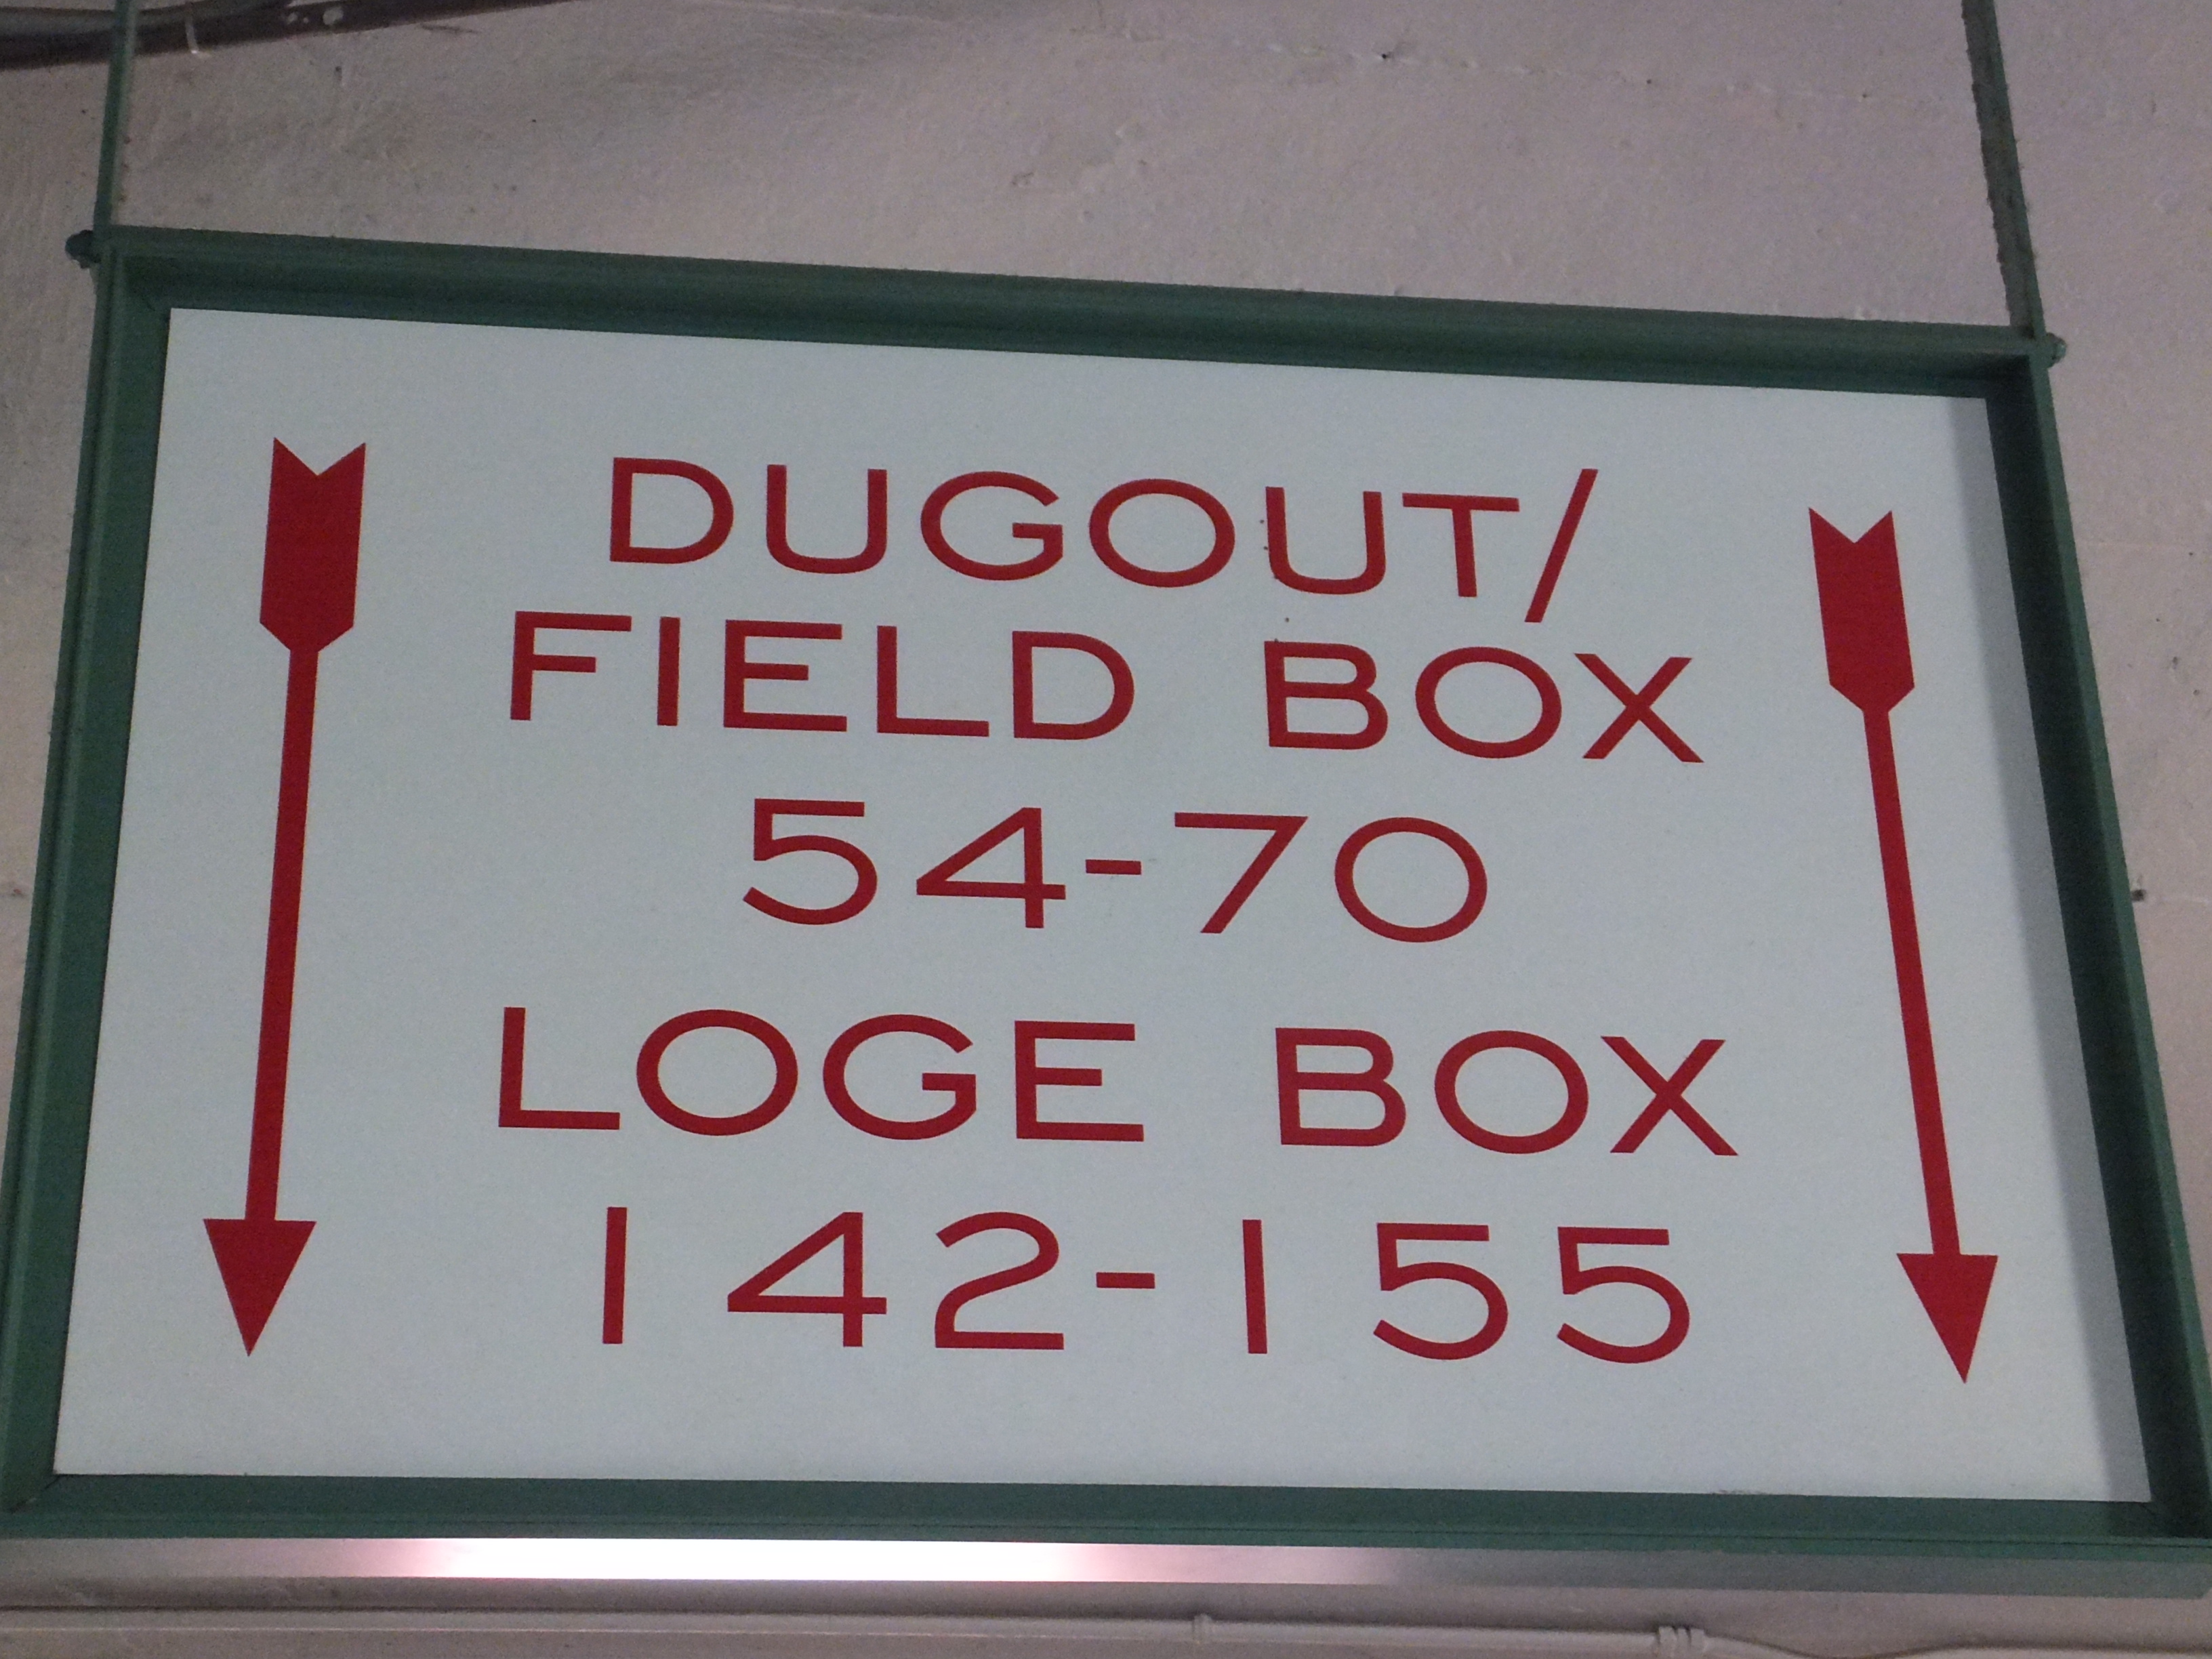 DUGOUT/
FIELD BOX
54-70
LOGE BOX
142-155